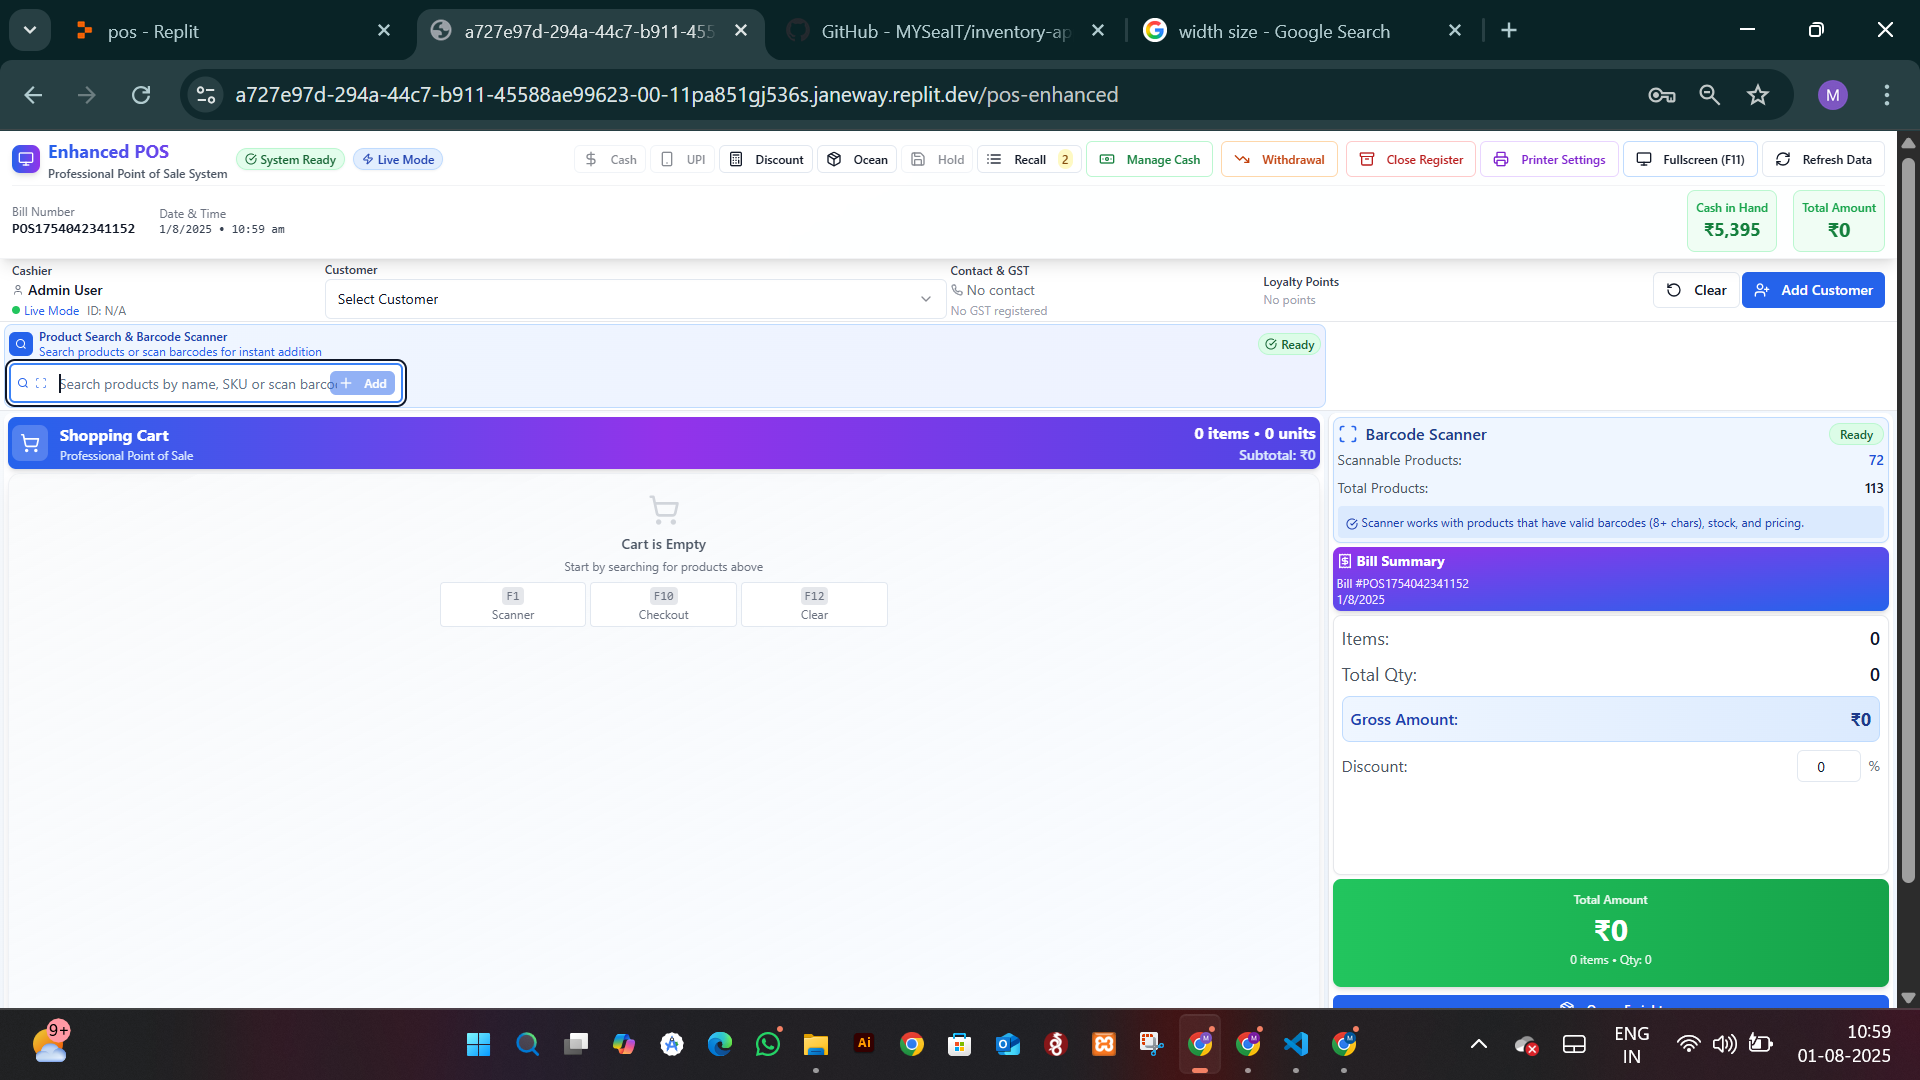 pos - Replit
a727e97d-294a-44c7-b911-455
GitHub - MYSeaIT/inventory-ap
width size - Google Search
a727e97d-294a-44c7-b911-45588ae99623-00-11pa851gj536s.janeway.replit.dev/pos-enhanced
M
Enhanced POS
Professional Point of Sale System
System Ready
Live Mode
Cash
UPI
Discount
Ocean
Hold
Recall 2
Manage Cash
Withdrawal
Close Register
Printer Settings
Fullscreen (F11)
Refresh Data
Bill Number
POS1754042341152
Date & Time
1/8/2025 • 10:59 am
Cash in Hand
₹5,395
Total Amount
₹0
Cashier
Admin User
Live Mode ID: N/A
Customer
Select Customer
Contact & GST
No contact
No GST registered
Loyalty Points
No points
Clear
Add Customer
Product Search & Barcode Scanner
Search products or scan barcodes for instant addition
Ready
Search products by name, SKU or scan barco
Add
Shopping Cart
Professional Point of Sale
0 items • 0 units
Subtotal: ₹0
Cart is Empty
Start by searching for products above
F1
Scanner
F10
Checkout
F12
Clear
Barcode Scanner
Ready
Scannable Products: 72
Total Products: 113
Scanner works with products that have valid barcodes (8+ chars), stock, and pricing.
Bill Summary
Bill #POS1754042341152
1/8/2025
Items: 0
Total Qty: 0
Gross Amount: ₹0
Discount: 0 %
Total Amount
₹0
0 items • Qty: 0
9+
Ai
ENG
IN
10:59
01-08-2025